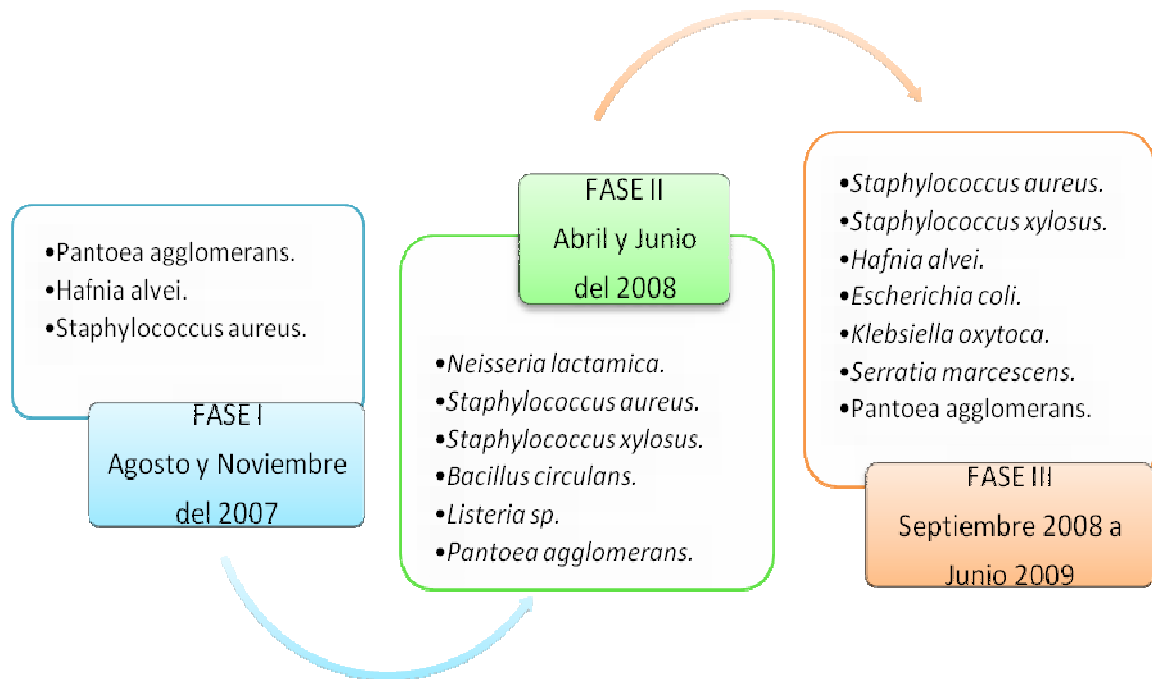 •Pantoea agglomerans.
•Hafnia alvei.
•Staphylococcus aureus.
FASE I
Agosto y Noviembre
del 2007
FASE II
Abril y Junio
del 2008
•Neisseria lactamica.
•Staphylococcus aureus.
•Staphylococcus xylosus.
•Bacillus circulans.
•Listeria sp.
•Pantoea agglomerans.
•Staphylococcus aureus.
•Staphylococcus xylosus.
•Hafnia alvei.
•Escherichia coli.
•Klebsiella oxytoca.
•Serratia marcescens.
•Pantoea agglomerans.
FASE III
Septiembre 2008 a
Junio 2009